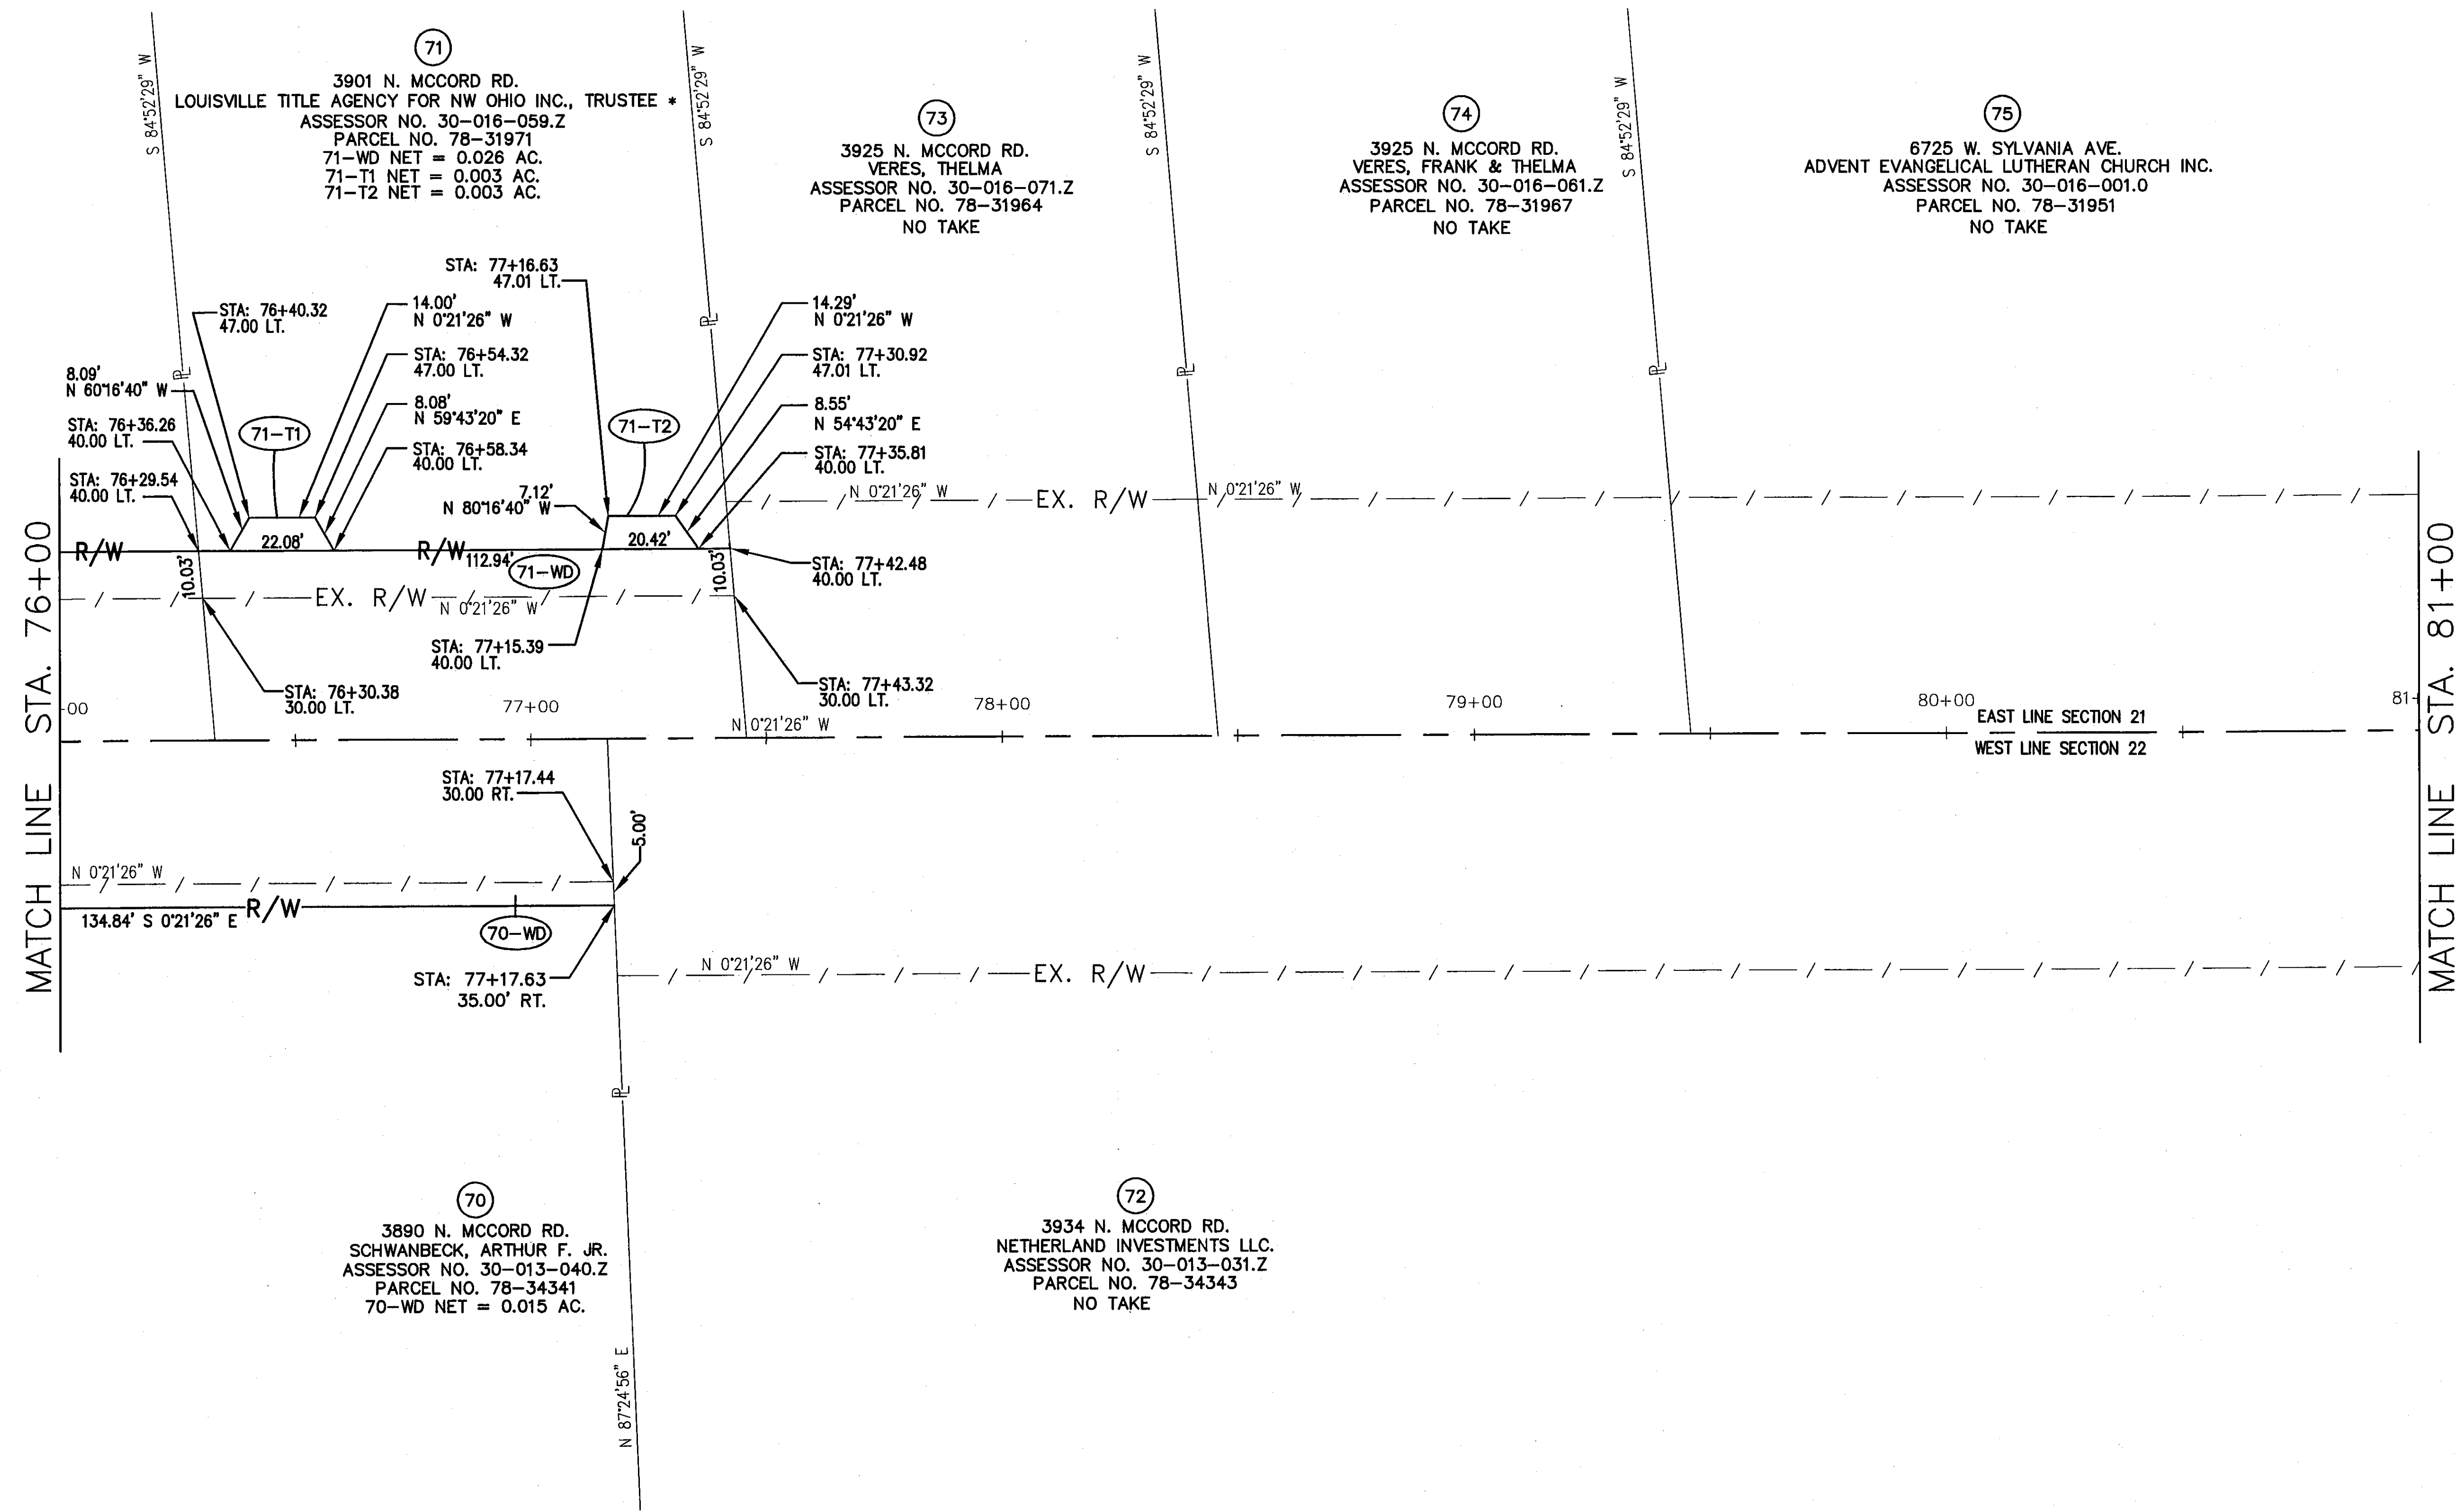 71
3901 N. MCCORD RD.
LOUISVILLE TITLE AGENCY FOR NW OHIO INC., TRUSTEE *
ASSESSOR NO. 30-016-059.Z
PARCEL NO. 78-31971
71-WD NET = 0.026 AC.
71-T1 NET = 0.003 AC.
71-T2 NET = 0.003 AC.
73
3925 N. MCCORD RD.
VERES, THELMA
ASSESSOR NO. 30-016-071.Z
PARCEL NO. 78-31964
NO TAKE
74
3925 N. MCCORD RD.
VERES, FRANK & THELMA
ASSESSOR NO. 30-016-061.Z
PARCEL NO. 78-31967
NO TAKE
75
6725 W. SYLVANIA AVE.
ADVENT EVANGELICAL LUTHERAN CHURCH INC.
ASSESSOR NO. 30-016-001.0
PARCEL NO. 78-31951
NO TAKE
S 84°52'29" W
S 84°52'29" W
S 84°52'29" W
S 84°52'29" W
PL
PL
PL
PL
STA: 76+40.32
47.00 LT.
14.00'
N 0°21'26" W
STA: 76+54.32
47.00 LT.
8.09'
N 60°16'40" W
8.08'
N 59°43'20" E
STA: 76+36.26
40.00 LT.
71-T1
STA: 76+58.34
40.00 LT.
STA: 76+29.54
40.00 LT.
STA: 77+16.63
47.01 LT.
14.29'
N 0°21'26" W
STA: 77+30.92
47.01 LT.
71-T2
8.55'
N 54°43'20" E
STA: 77+35.81
40.00 LT.
7.12'
N 80°16'40" W
N 0°21'26" W
EX. R/W
N 0°21'26" W
R/W
22.08'
R/W
112.94'
71-WD
20.42'
STA: 77+42.48
40.00 LT.
10.03'
10.03'
EX. R/W
N 0°21'26" W
STA: 77+15.39
40.00 LT.
STA: 76+30.38
30.00 LT.
STA: 77+43.32
30.00 LT.
00
77+00
78+00
79+00
80+00
81+
N 0°21'26" W
EAST LINE SECTION 21
WEST LINE SECTION 22
MATCH LINE STA. 76+00
MATCH LINE STA. 81+00
STA: 77+17.44
30.00 RT.
5.00'
N 0°21'26" W
134.84' S 0°21'26" E
R/W
70-WD
STA: 77+17.63
35.00' RT.
N 0°21'26" W
EX. R/W
PL
70
3890 N. MCCORD RD.
SCHWANBECK, ARTHUR F. JR.
ASSESSOR NO. 30-013-040.Z
PARCEL NO. 78-34341
70-WD NET = 0.015 AC.
72
3934 N. MCCORD RD.
NETHERLAND INVESTMENTS LLC.
ASSESSOR NO. 30-013-031.Z
PARCEL NO. 78-34343
NO TAKE
N 87°24'56" E